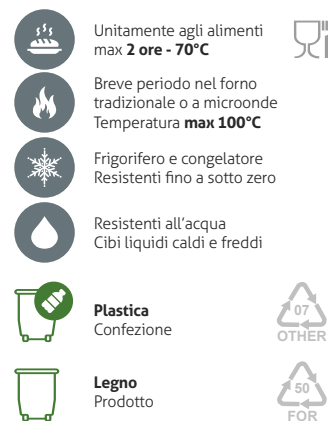 Unitamente agli alimenti
max 2 ore - 70°C
Breve periodo nel forno
tradizionale o a microonde
Temperatura max 100°C
Frigorifero e congelatore
Resistenti fino a sotto zero
Resistenti all'acqua
Cibi liquidi caldi e freddi
Plastica
Confezione
07
OTHER
Legno
Prodotto
50
FOR